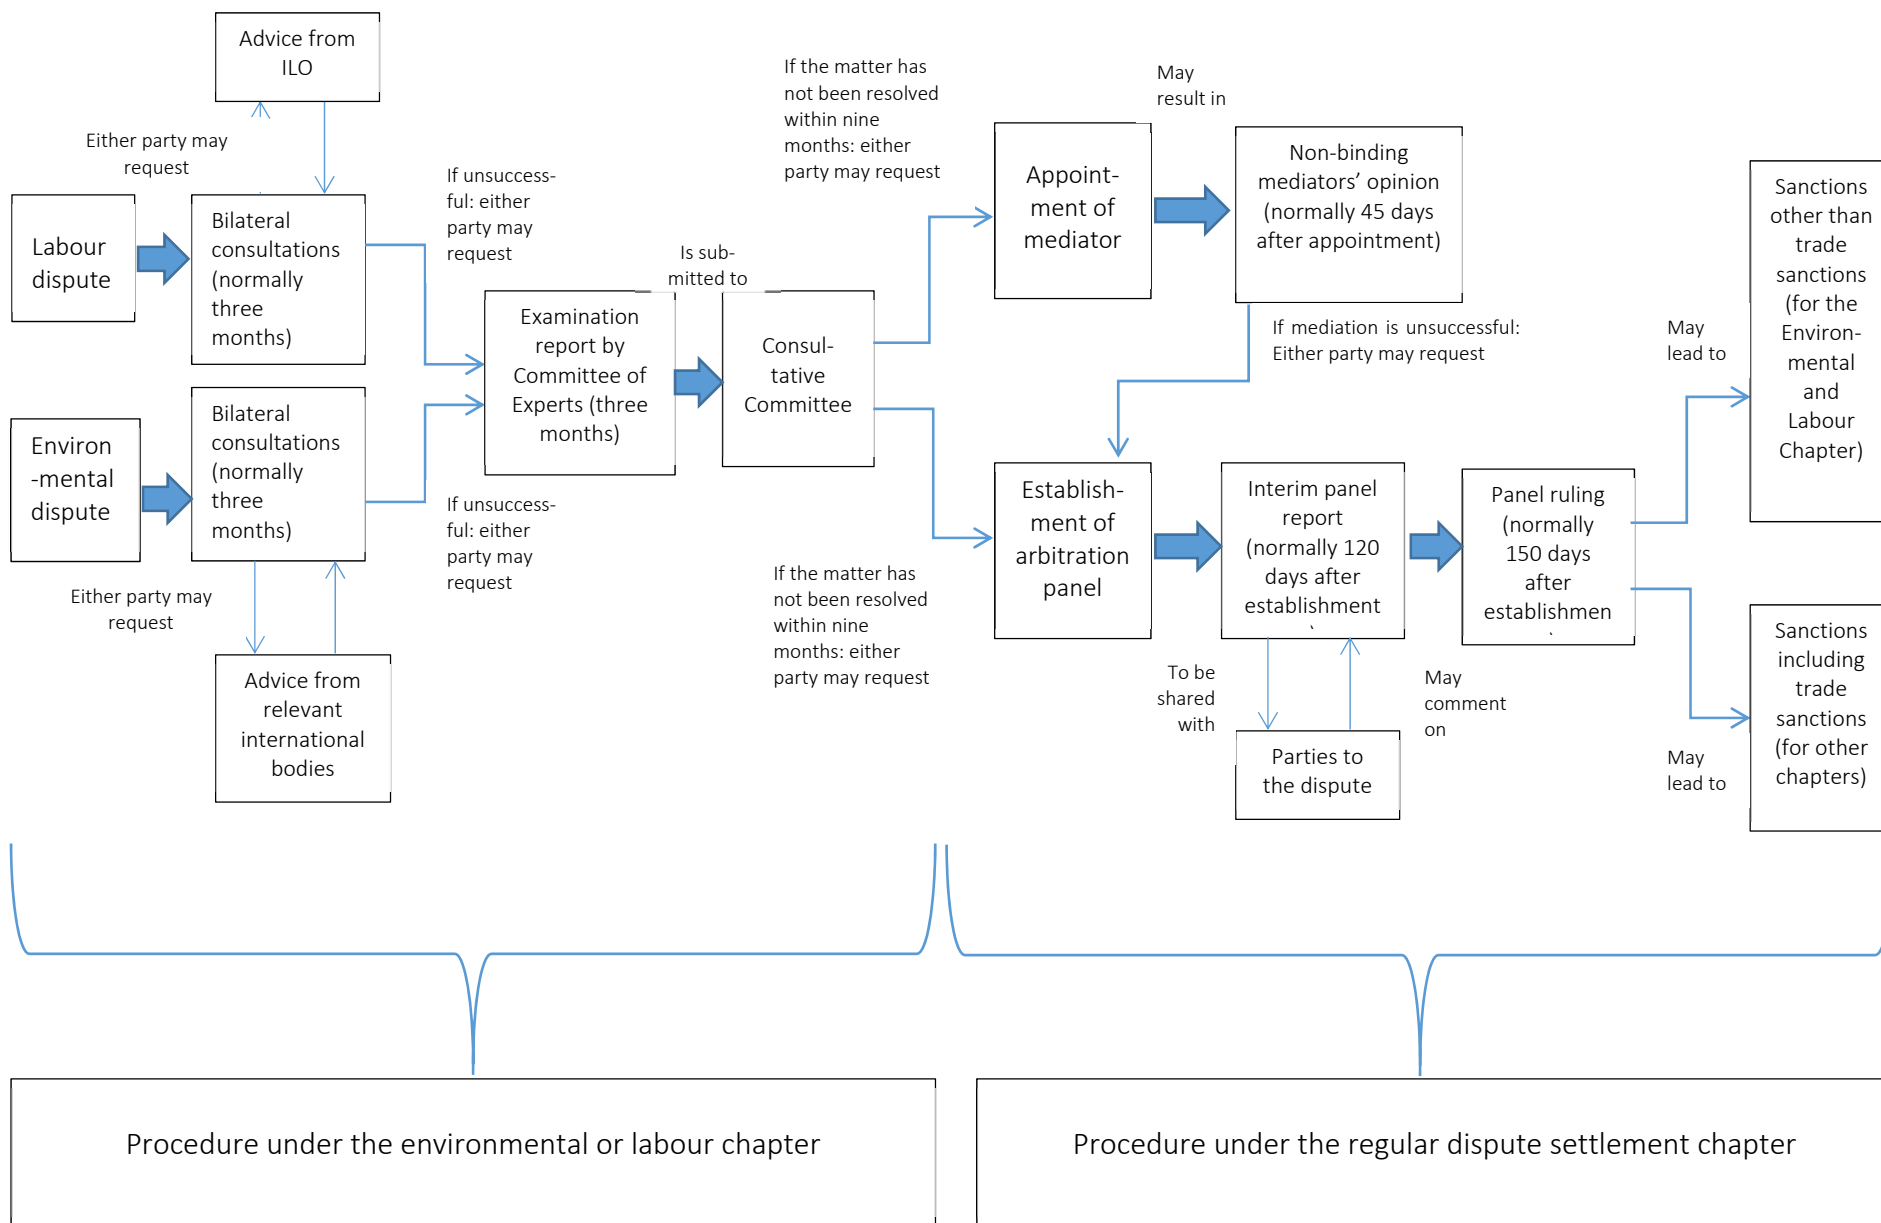 Advice from
ILO
Either party may
request
Labour
dispute
Bilateral
consultations
(normally
three
months)
If unsucces-
ful: either
party may
request
Environ
-mental
dispute
Bilateral
consultations
(normally
three
months)
If unsuccess-
ful: either
party may
request
Either party may
request
Advice from
relevant
international
bodies
Examination
report by
Committee of
Experts (three
months)
Is sub-
mitted to
Consul-
tative
Committee
If the matter has
not been resolved
within nine
months: either
party may request
Appoint-
ment of
mediator
May
result in
Non-binding
mediators’ opinion
(normally 45 days
after appointment)
If mediation is unsuccessful:
Either party may request
If the matter has
not been resolved
within nine
months: either
party may request
Establish-
ment of
arbitration
panel
Interim panel
report
(normally 120
days after
establishment
)
To be
shared
with
May
comment
on
Parties to
the dispute
Panel ruling
(normally
150 days
after
establishmen
May
lead to
Sanctions
other than
trade
sanctions
(for the
Environ-
mental
and
Labour
Chapter)
May
lead to
Sanctions
including
trade
sanctions
(for other
chapters)
Procedure under the environmental or labour chapter
Procedure under the regular dispute settlement chapter